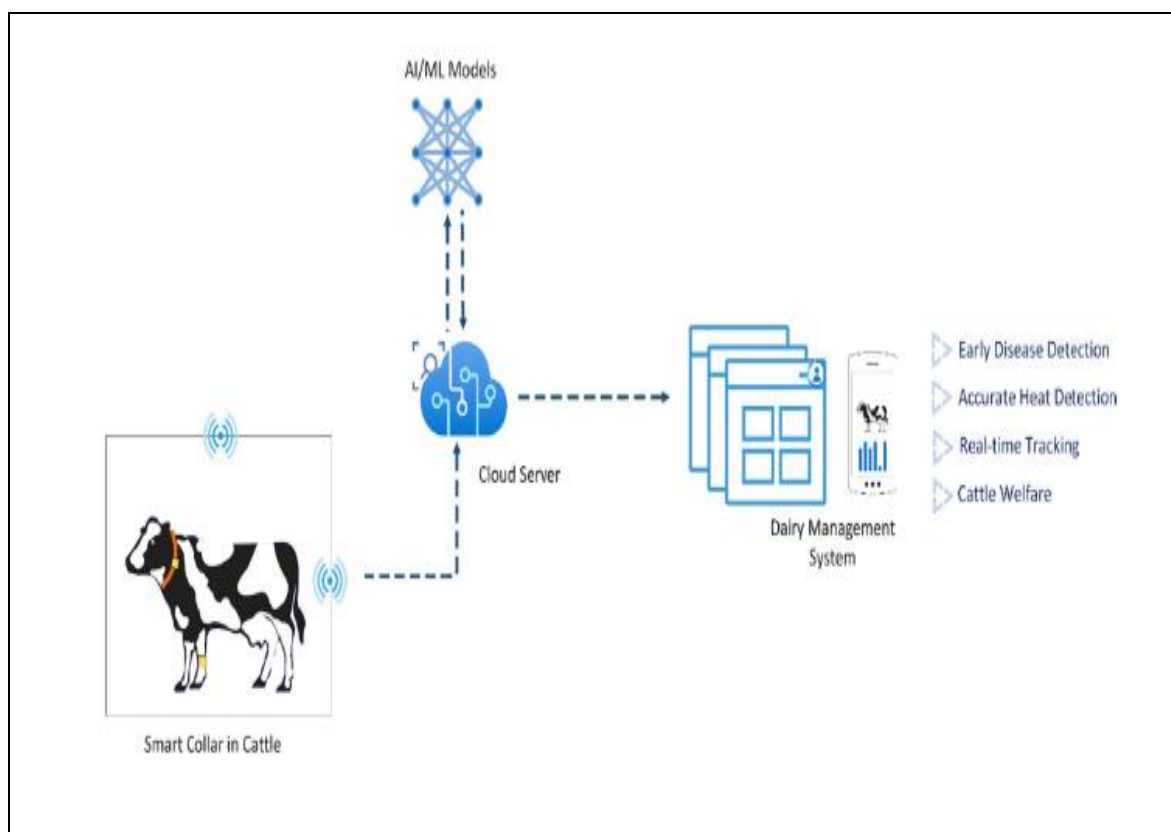 AI/ML Models
Cloud Server
Early Disease Detection
Accurate Heat Detection
Real-time Tracking
Cattle Welfare
Dairy Management
System
Smart Collar in Cattle